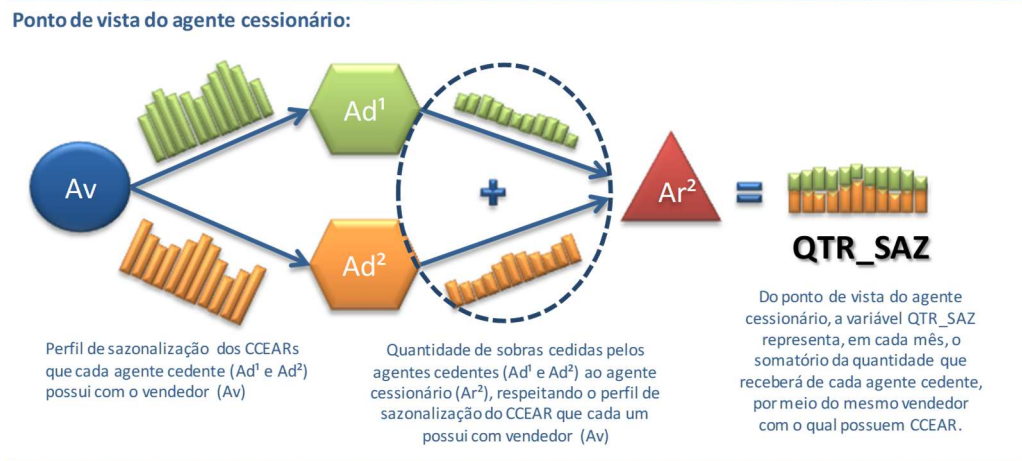 Ponto de vista do agente cessionário:
Av
Ad¹
Ad²
Ar²
QTR_SAZ
Perfil de sazonalização dos CCEARs
que cada agente cedente (Ad¹ e Ad²)
possui com o vendedor (Av)
Quantidade de sobras cedidas pelos
agentes cedentes (Ad¹ e Ad²) ao agente
cessionário (Ar²), respeitando o perfil de
sazonalização do CCEAR que cada um
possui com vendedor (Av)
Do ponto de vista do agente
cessionário, a variável QTR_SAZ
representa, em cada mês, o
somatório da quantidade que
receberá de cada agente cedente,
por meio do mesmo vendedor
com o qual possuem CCEAR.